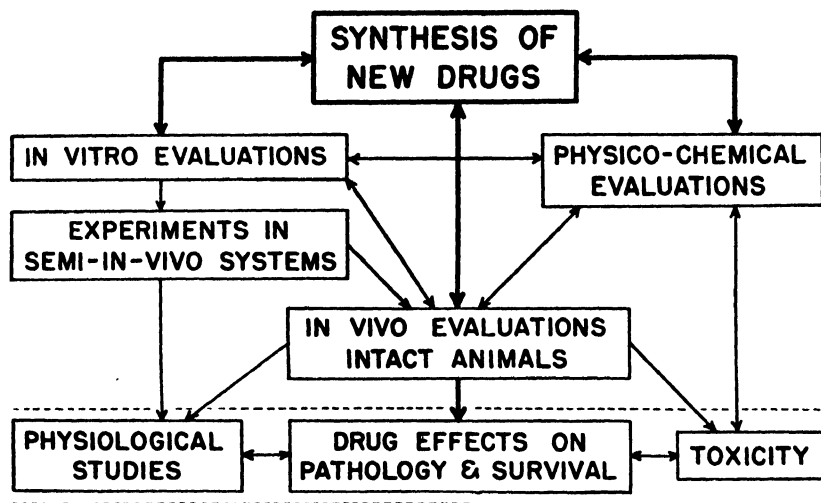 SYNTHESIS OF
NEW DRUGS
IN VITRO EVALUATIONS
PHYSICO-CHEMICAL
EVALUATIONS
EXPERIMENTS IN
SEMI-IN-VIVO SYSTEMS
IN VIVO EVALUATIONS
INTACT ANIMALS
PHYSIOLOGICAL
STUDIES
DRUG EFFECTS ON
PATHOLOGY & SURVIVAL
TOXICITY